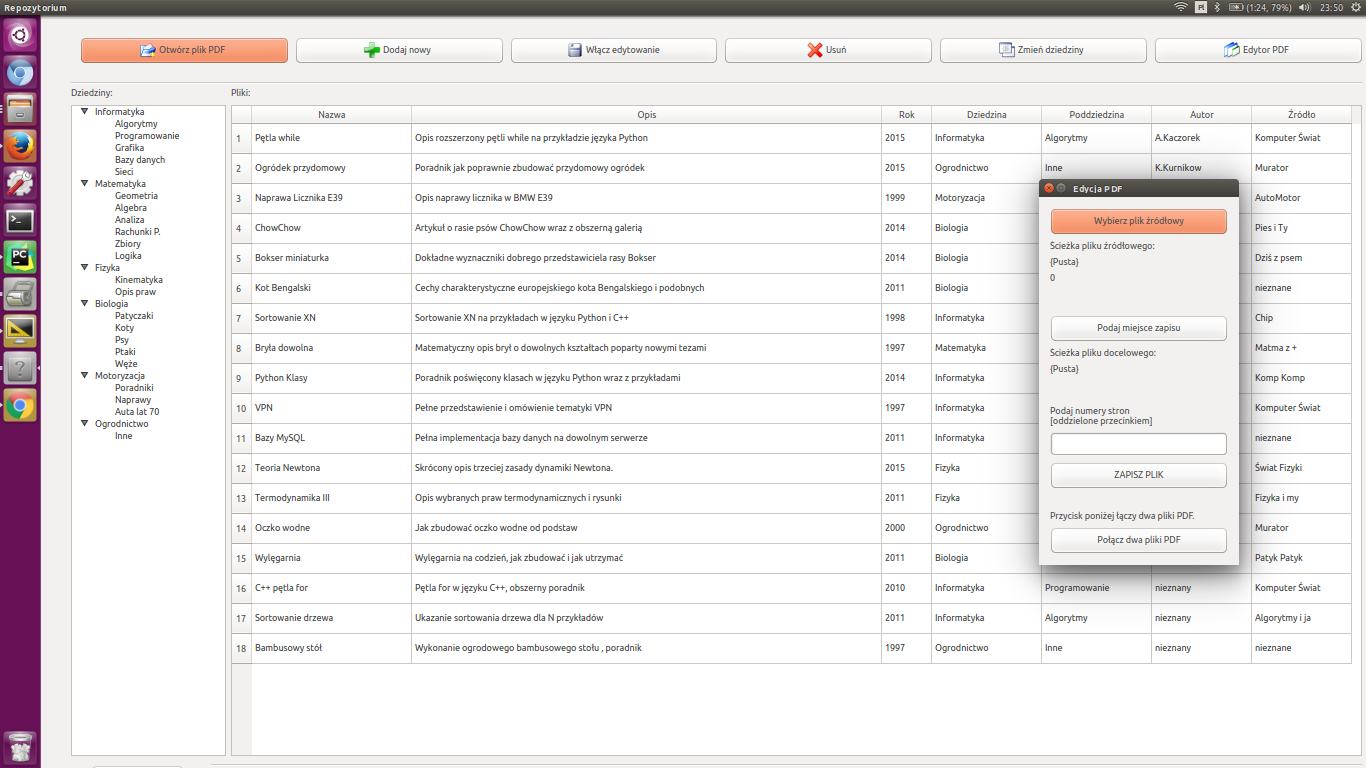 Repozytorium
Pl (1:24, 79%) 23:50
Otwórz plik PDF
Dodaj nowy
Włącz edytowanie
Usuń
Zmień dziedziny
Edytor PDF
Dziedziny:
Informatyka
Algorytmy
Programowanie
Grafika
Bazy danych
Sieci
Matematyka
Geometria
Algebra
Analiza
Rachunki P.
Zbiory
Logika
Fizyka
Kinematyka
Opis praw
Biologia
Patyczaki
Koty
Psy
Ptaki
Węże
Motoryzacja
Poradniki
Naprawy
Auta lat 70
Ogrodnictwo
Inne
Pliki:
Nazwa Opis Rok Dziedzina Poddziedzina Autor Źródło
1 Pętla while Opis rozszerzony pętli while na przykładzie języka Python 2015 Informatyka Algorytmy A.Kaczorek Komputer Świat
2 Ogródek przydomowy Poradnik jak poprawnie zbudować przydomowy ogródek 2015 Ogrodnictwo Inne K.Kurnikow Murator
3 Naprawa Licznika E39 Opis naprawy licznika w BMW E39 1999 Motoryzacja AutoMotor
4 ChowChow Artykuł o rasie psów ChowChow wraz z obszerną galerią 2014 Biologia Pies i Ty
5 Bokser miniaturka Dokładne wyznaczniki dobrego przedstawiciela rasy Bokser 2014 Biologia Dziś z psem
6 Kot Bengalski Cechy charakterystyczne europejskiego kota Bengalskiego i podobnych 2011 Biologia nieznane
7 Sortowanie XN Sortowanie XN na przykładach w języku Python i C++ 1998 Informatyka Chip
8 Bryła dowolna Matematyczny opis brył o dowolnych kształtach poparty nowymi tezami 1997 Matematyka Matma z +
9 Python Klasy Poradnik poświęcony klasach w języku Python wraz z przykładami 2014 Informatyka Komp Komp
10 VPN Pełne przedstawienie i omówienie tematyki VPN 1997 Informatyka Komputer Świat
11 Bazy MySQL Pełna implementacja bazy danych na dowolnym serwerze 2011 Informatyka nieznane
12 Teoria Newtona Skrócony opis trzeciej zasady dynamiki Newtona. 2015 Fizyka Świat Fizyki
13 Termodynamika III Opis wybranych praw termodynamicznych i rysunki 2011 Fizyka Fizyka i my
14 Oczko wodne Jak zbudować oczko wodne od podstaw 2000 Ogrodnictwo Murator
15 Wylęgarnia Wylęgarnia na codzień, jak zbudować i jak utrzymać 2011 Biologia Patyk Patyk
16 C++ pętla for Pętla for w języku C++, obszerny poradnik 2010 Informatyka Programowanie nieznany Komputer Świat
17 Sortowanie drzewa Ukazanie sortowania drzewa dla N przykładów 2011 Informatyka Algorytmy nieznany Algorytmy i ja
18 Bambusowy stół Wykonanie ogrodowego bambusowego stołu , poradnik 1997 Ogrodnictwo Inne nieznany nieznane
Edycja PDF
Wybierz plik źródłowy
Ścieżka pliku źródłowego:
{Pusta}
0
Podaj miejsce zapisu
Ścieżka pliku docelowego:
{Pusta}
Podaj numery stron
[oddzielone przecinkiem]
ZAPISZ PLIK
Przycisk poniżej łączy dwa pliki PDF.
Połącz dwa pliki PDF